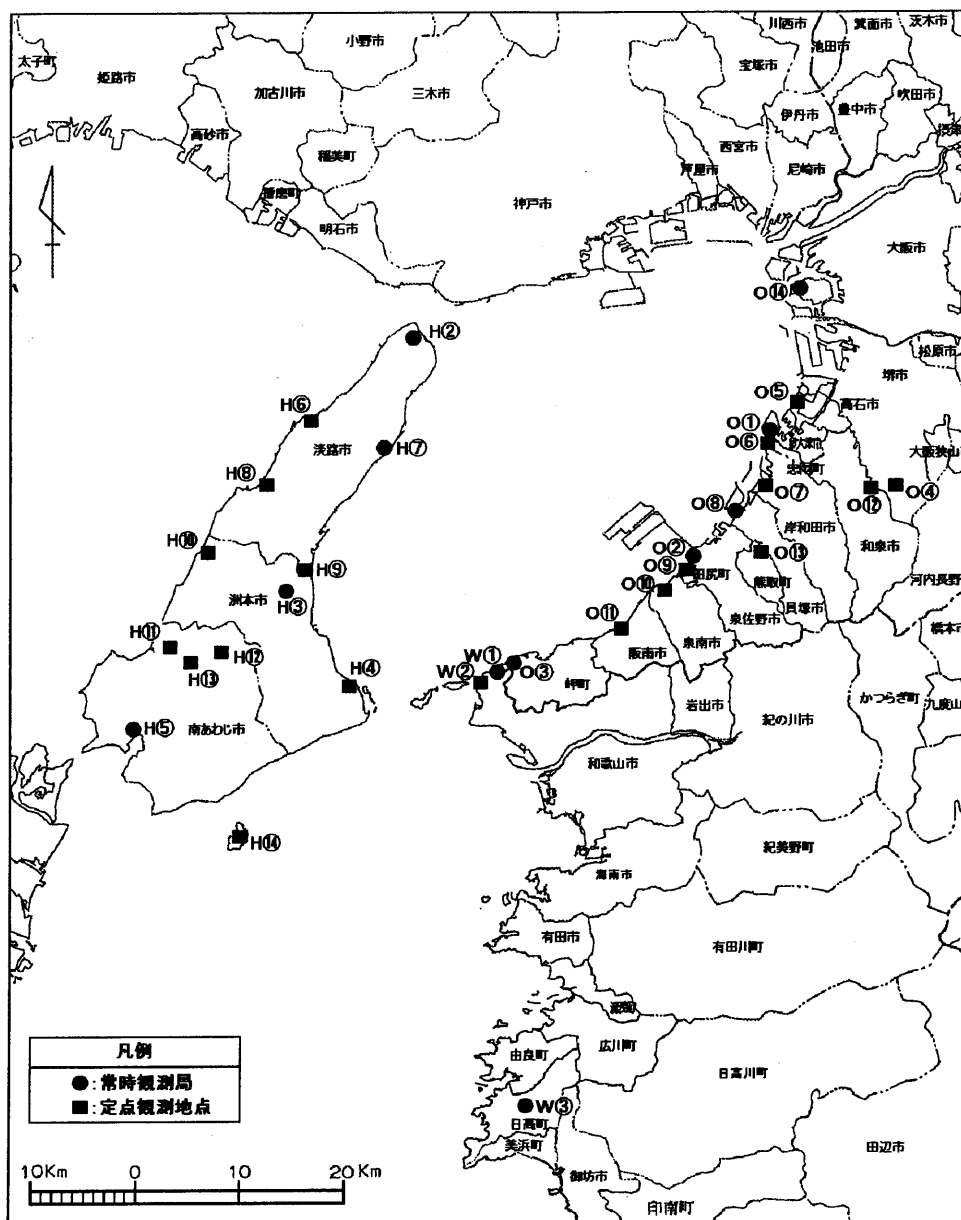 川西市
箕面市
茨木市
小野市
池田市
太子町
姫路市
宝塚市
加古川市
三木市
吹田市
伊丹市
豊中市
高砂市
西宮市
稲美町
尼崎市
芦屋市
播磨町
神戸市
明石市
大阪市
O⑭
H②
松原市
堺市
O⑤
高石市
H⑥
O①
淡路市
H⑦
O⑥
忠岡町
大阪狭山
H⑧
O⑦
O⑫
O④
O⑧
岸和田市
和泉市
H⑩
O②
O⑬
H⑨
O⑨
田尻町
熊取町
河内長野
O⑩
洲本市
H③
貝塚市
泉佐野市
O⑪
橋本市
H⑪
H⑫
泉南市
阪南市
H⑬
W①
W②
O③
H④
岬町
かつらぎ町
九度山
岩出市
紀の川市
H⑤
南あわじ市
和歌山市
H⑭
紀美野町
海南市
有田市
有田川町
湯浅町
凡例
●:常時観測局
■:定点観測地点
由良町
広川町
日高川町
W③
日高町
美浜町
田辺市
御坊市
印南町
10Km 0 10 20Km